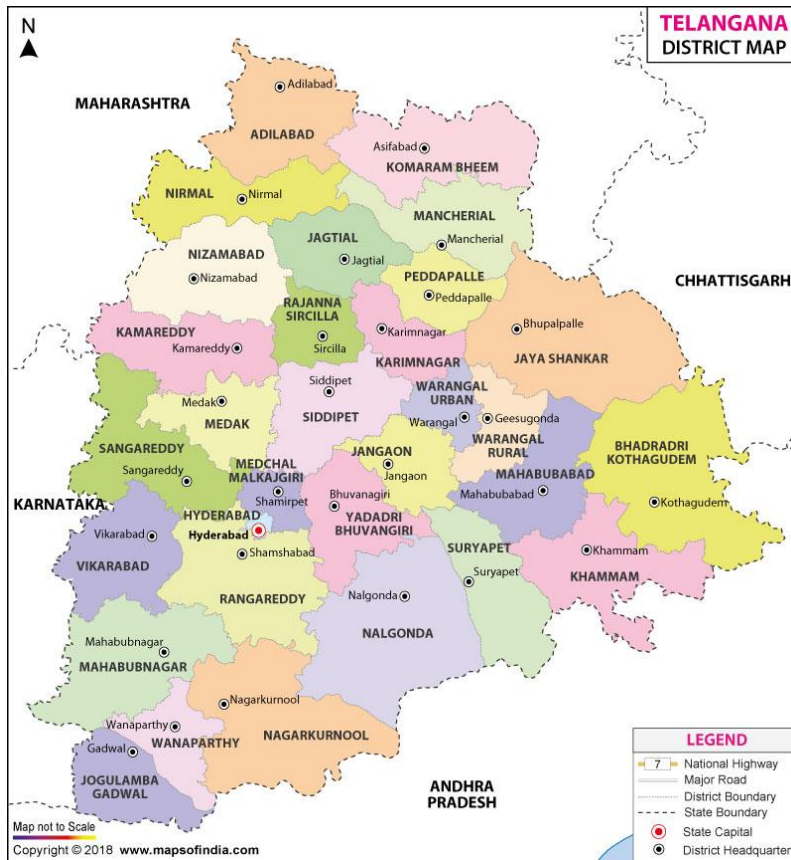 N
TELANGANA
DISTRICT MAP
MAHARASHTRA
Adilabad
ADILABAD
Asifabad
KOMARAM BHEEM
NIRMAL
Nirmal
MANCHERIAL
Mancherial
JAGTIAL
Jagtial
NIZAMABAD
Nizamabad
PEDDAPALLE
Peddapalle
CHHATTISGARH
RAJANNA
SIRCILLA
Sircilla
KAMAREDDY
Kamareddy
Karimnagar
KARIMNAGAR
Bhupalpalle
JAYA SHANKAR
Siddipet
SIDDIPET
WARANGAL
URBAN
Warangal
Geesugonda
WARANGAL
RURAL
Medak
MEDAK
SANGAREDDY
Sangareddy
JANGAON
Jangaon
MAHABUBABAD
Mahabubabad
BHADRADRI
KOTHAGUDEM
Kothagudem
KARNATAKA
MEDCHAL
MALKAJGIRI
Shamirpet
Bhuvanagiri
YADADRI
BHUVANGIRI
HYDERABAD
Hyderabad
Vikarabad
VIKARABAD
Shamshabad
RANGAREDDY
SURYAPET
Suryapet
Khammam
KHAMMAM
Nalgonda
NALGONDA
Mahabubnagar
MAHABUBNAGAR
Nagarkurnool
NAGARKURNOOL
Wanaparthy
WANAPARTHY
Gadwal
JOGULAMBA
GADWAL
ANDHRA
PRADESH
LEGEND
7 National Highway
Major Road
District Boundary
State Boundary
State Capital
District Headquarter
Map not to Scale
Copyright © 2018 www.mapsofindia.com